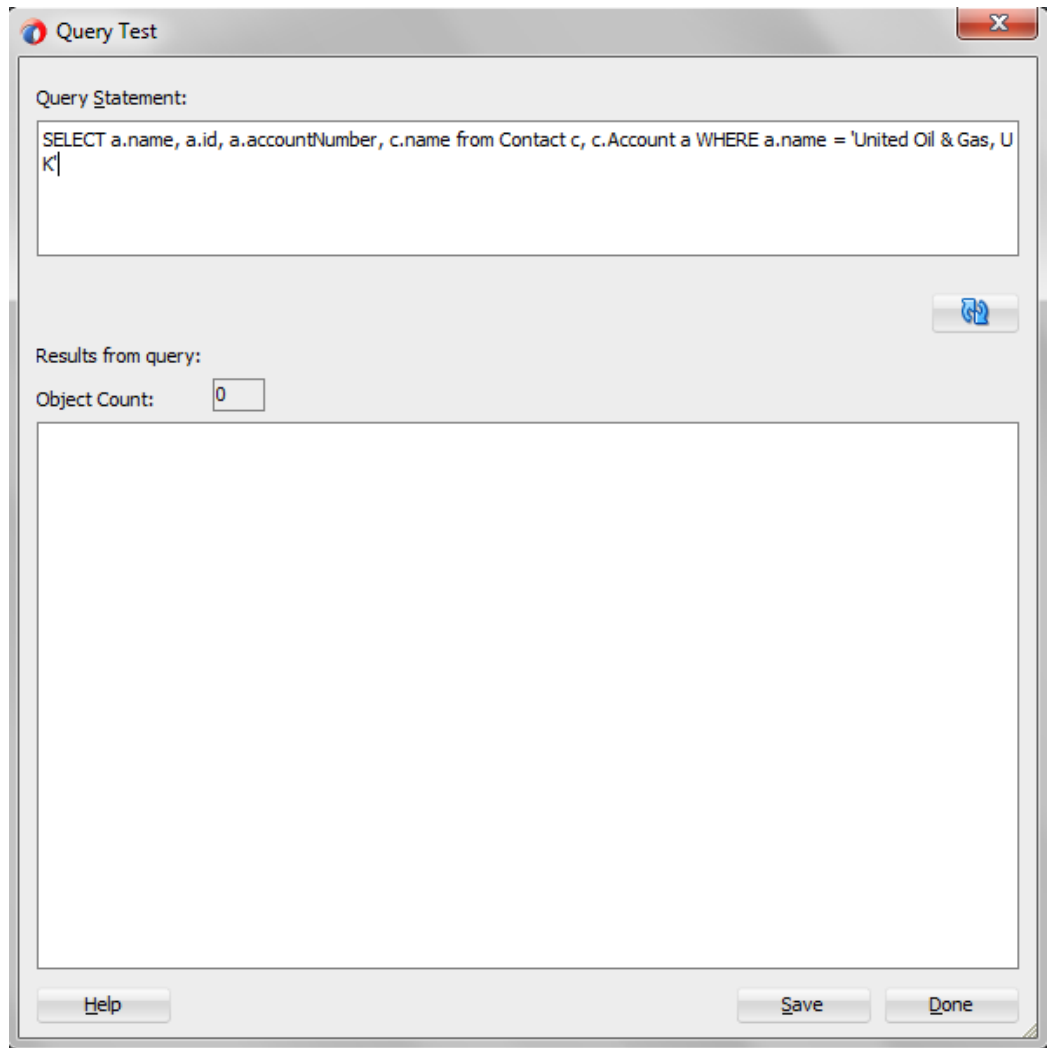 Query Test
Query Statement:
SELECT a.name, a.id, a.accountNumber, c.name from Contact c, c.Account a WHERE a.name = 'United Oil & Gas, U
K'
Results from query:
Object Count: 0
Help Save Done